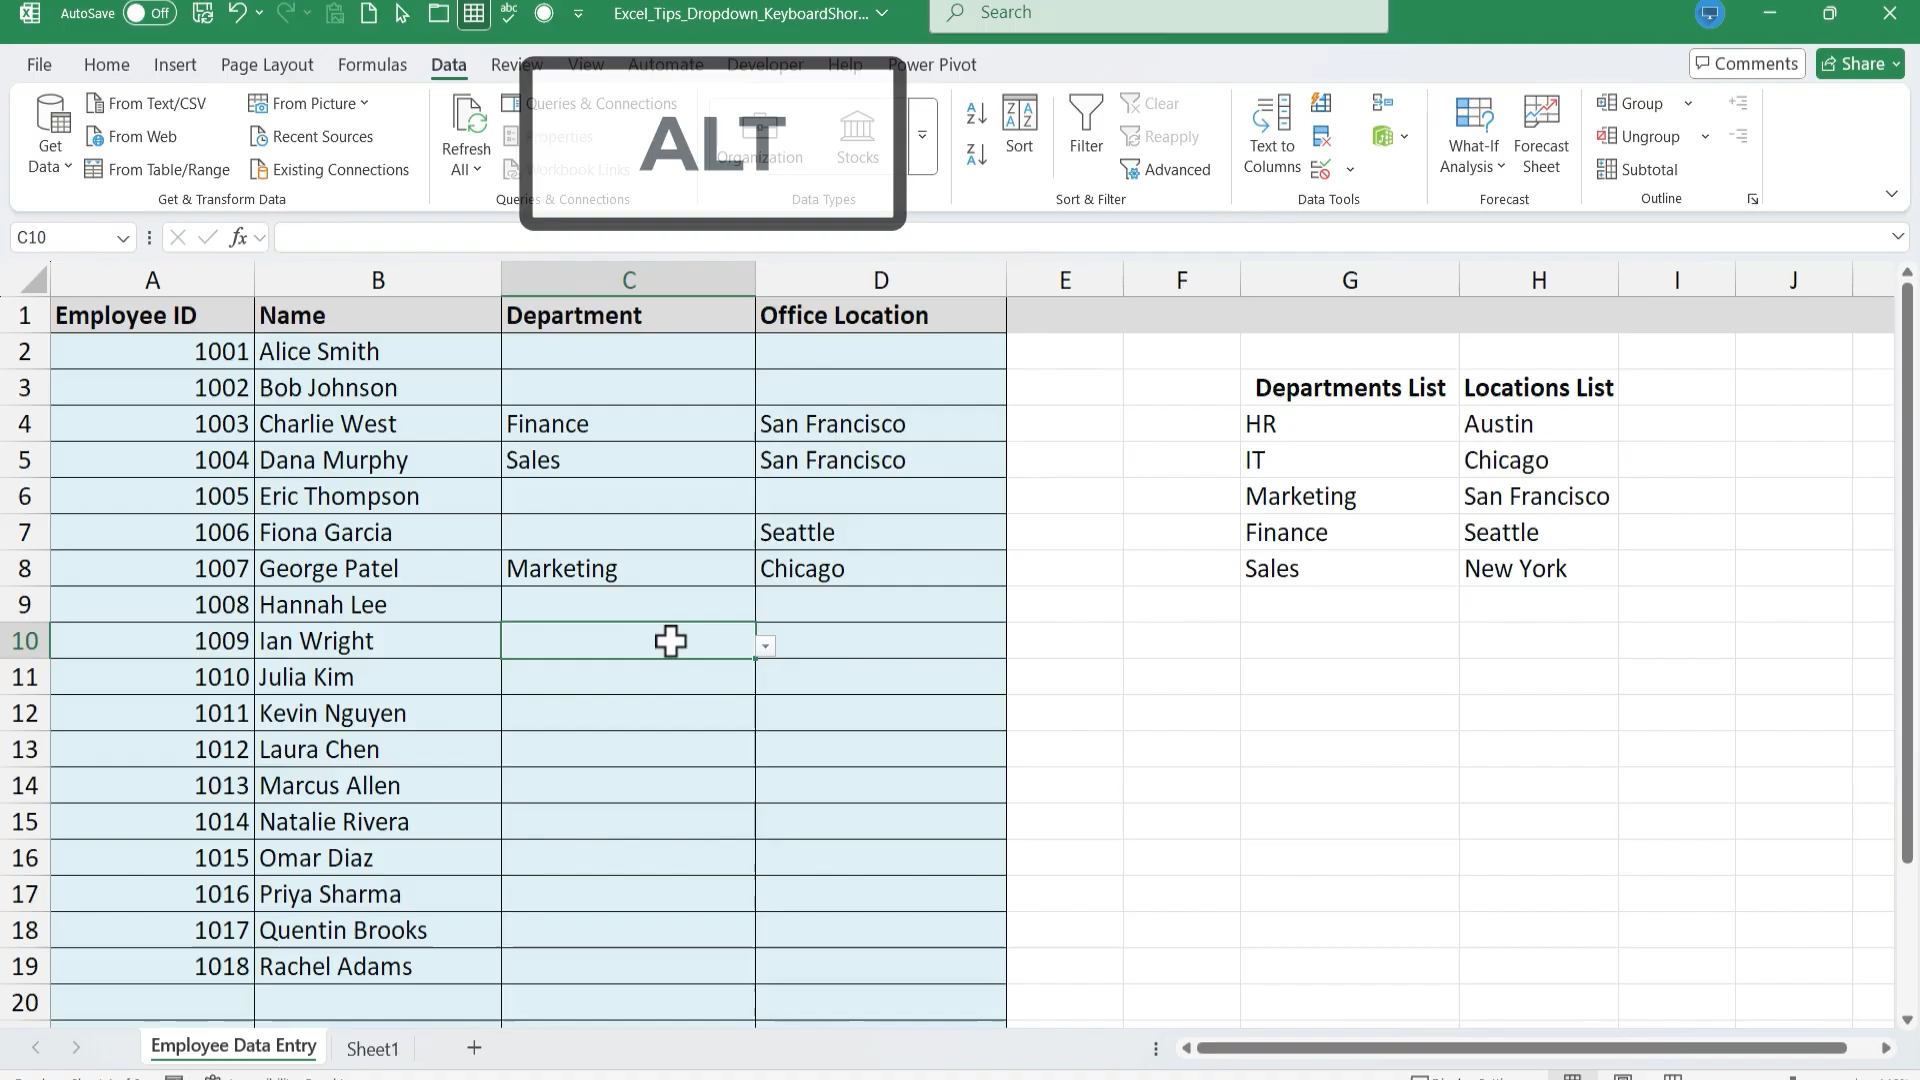 AutoSave Off abc Excel_Tips_Dropdown_KeyboardShor... Search
File Home Insert Page Layout Formulas Data Review View Automate Developer Help Power Pivot Comments Share
Get Data
From Text/CSV
From Web
From Table/Range
From Picture
Recent Sources
Existing Connections
Get & Transform Data
Refresh All
Queries & Connections
Properties
Workbook Links
Queries & Connections
ALT
Organization Stocks
Data Types
Sort
Filter
Clear
Reapply
Advanced
Sort & Filter
Text to Columns
Data Tools
What-If Analysis
Forecast Sheet
Forecast
Group
Ungroup
Subtotal
Outline
C10 fx
A B C D E F G H I J
1 Employee ID Name Department Office Location
2 1001 Alice Smith
3 1002 Bob Johnson Departments List Locations List
4 1003 Charlie West Finance San Francisco HR Austin
5 1004 Dana Murphy Sales San Francisco IT Chicago
6 1005 Eric Thompson Marketing San Francisco
7 1006 Fiona Garcia Seattle Finance Seattle
8 1007 George Patel Marketing Chicago Sales New York
9 1008 Hannah Lee
10 1009 Ian Wright
11 1010 Julia Kim
12 1011 Kevin Nguyen
13 1012 Laura Chen
14 1013 Marcus Allen
15 1014 Natalie Rivera
16 1015 Omar Diaz
17 1016 Priya Sharma
18 1017 Quentin Brooks
19 1018 Rachel Adams
20
Employee Data Entry Sheet1